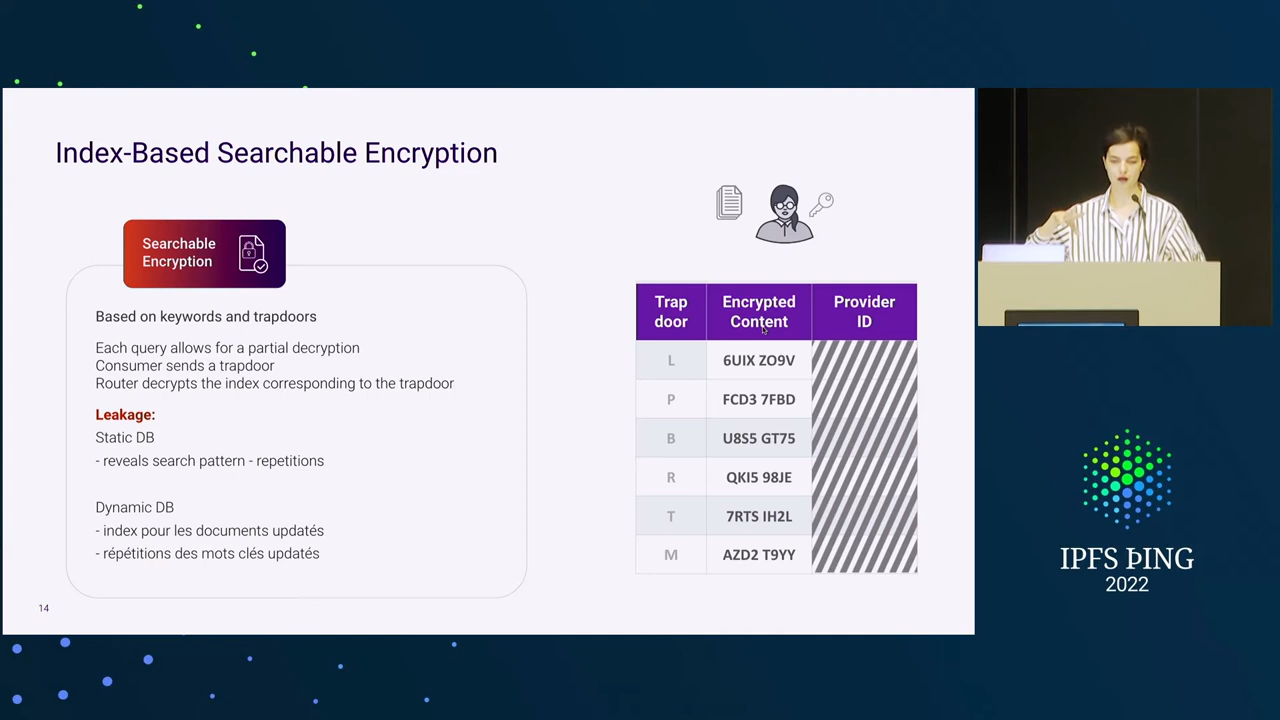 Index-Based Searchable Encryption
Searchable
Encryption
Based on keywords and trapdoors
Each query allows for a partial decryption
Consumer sends a trapdoor
Router decrypts the index corresponding to the trapdoor
Leakage:
Static DB
- reveals search pattern - repetitions
Dynamic DB
- index pour les documents updatés
- répétitions des mots clés updatés
14
Trap door Encrypted Content Provider ID
L 6UIX ZO9V
P FCD3 7FBD
B U8S5 GT75
R QKI5 98JE
T 7RTS IH2L
M AZD2 T9YY
IPFS ÞING
2022